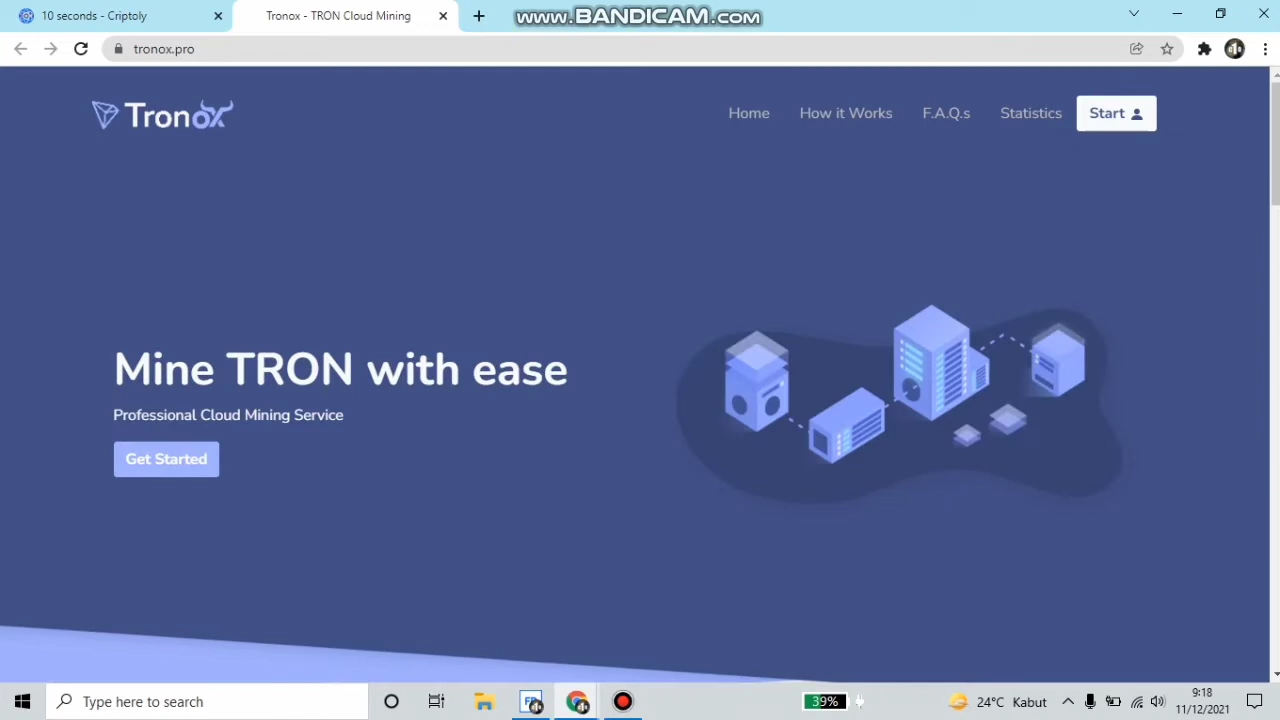 10 seconds - Criptoly
Tronox - TRON Cloud Mining
www.BANDICAM.com
tronox.pro
Tronox
Home
How it Works
F.A.Q.s
Statistics
Start
Mine TRON with ease
Professional Cloud Mining Service
Get Started
Type here to search
39%
24°C Kabut
9:18
11/12/2021